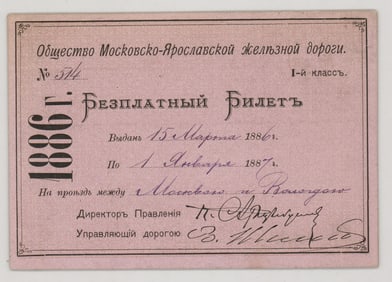 Общество Московско-Ярославской желѣзной дороги.
№ 514
I-й классъ.
1886 г.
Безплатный Билетъ
Выданъ 15 Марта 1886 г.
По 1 Января 1887 г.
На проѣздъ между Москвою и Вологдою
Директоръ Правленія
Управляющій дорогою